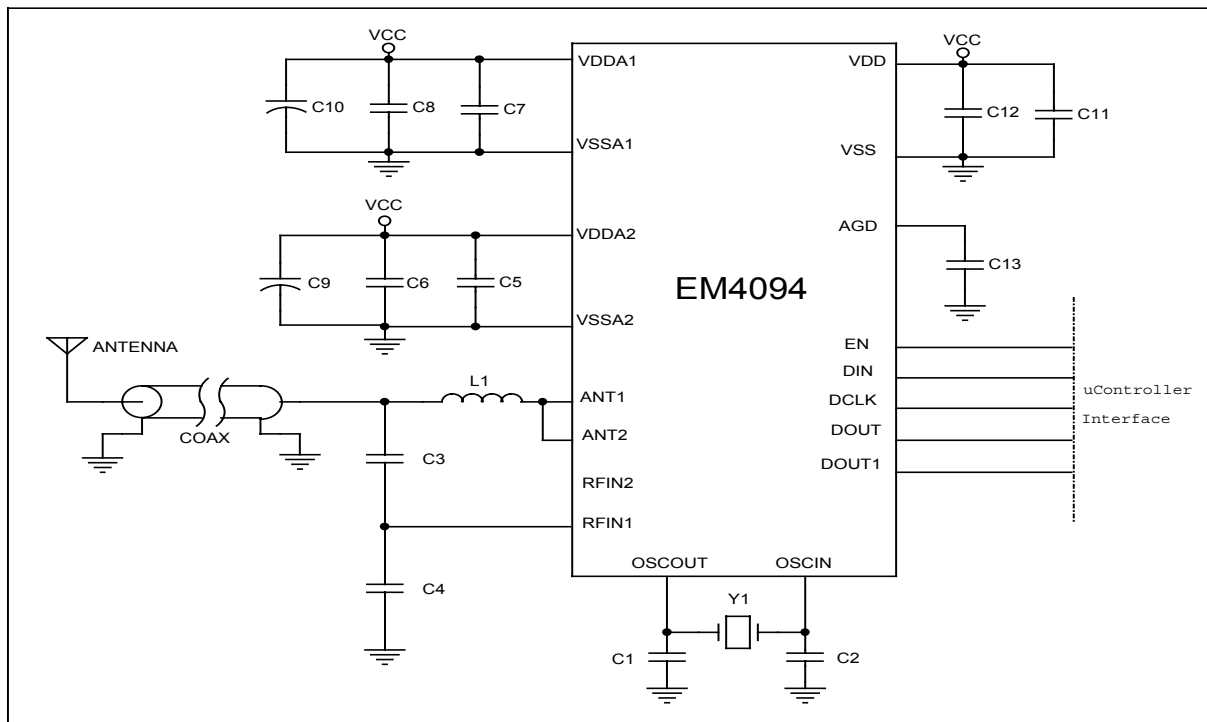 VCC
VDDA1
C10
C8
C7
VSSA1
VCC
VDD
C12
C11
VSS
VCC
VDDA2
C9
C6
C5
VSSA2
AGD
C13
EM4094
ANTENNA
COAX
L1
ANT1
ANT2
C3
RFIN2
RFIN1
C4
EN
DIN
DCLK
DOUT
DOUT1
uController
Interface
OSCOUT
OSCIN
Y1
C1
C2